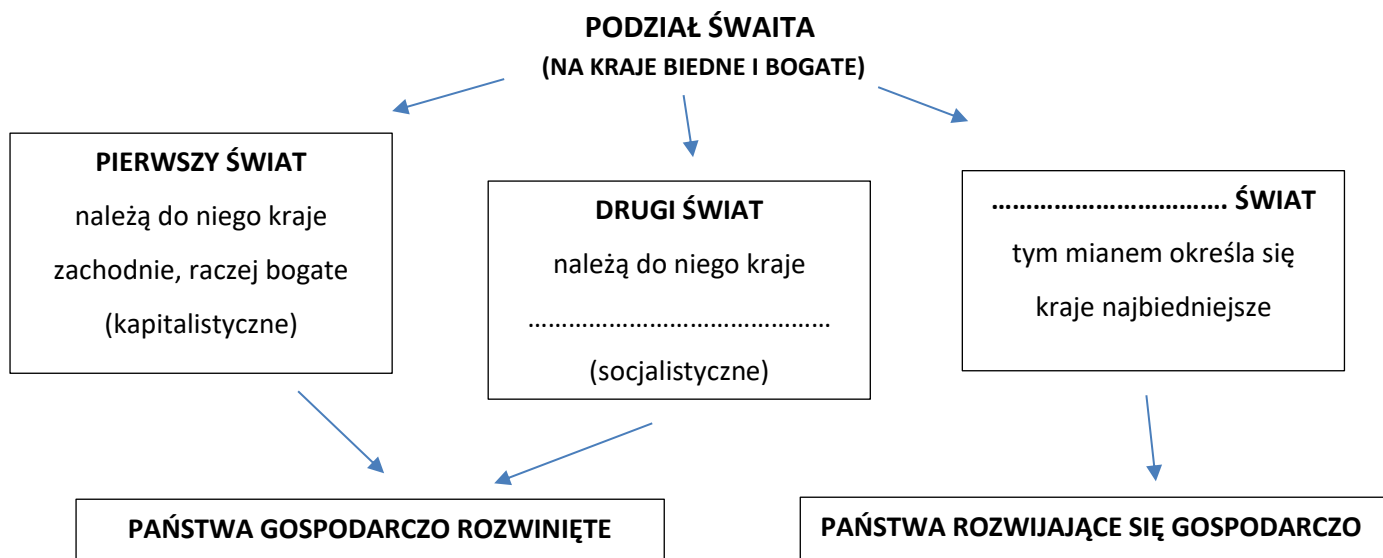 PODZIAŁ ŚWAITA
(NA KRAJE BIEDNE I BOGATE)
PIERWSZY ŚWIAT
należą do niego kraje
zachodnie, raczej bogate
(kapitalistyczne)
DRUGI ŚWIAT
należą do niego kraje
………………………………………
(socjalistyczne)
……………………………. ŚWIAT
tym mianem określa się
kraje najbiedniejsze
PAŃSTWA GOSPODARCZO ROZWINIĘTE
PAŃSTWA ROZWIJAJĄCE SIĘ GOSPODARCZO